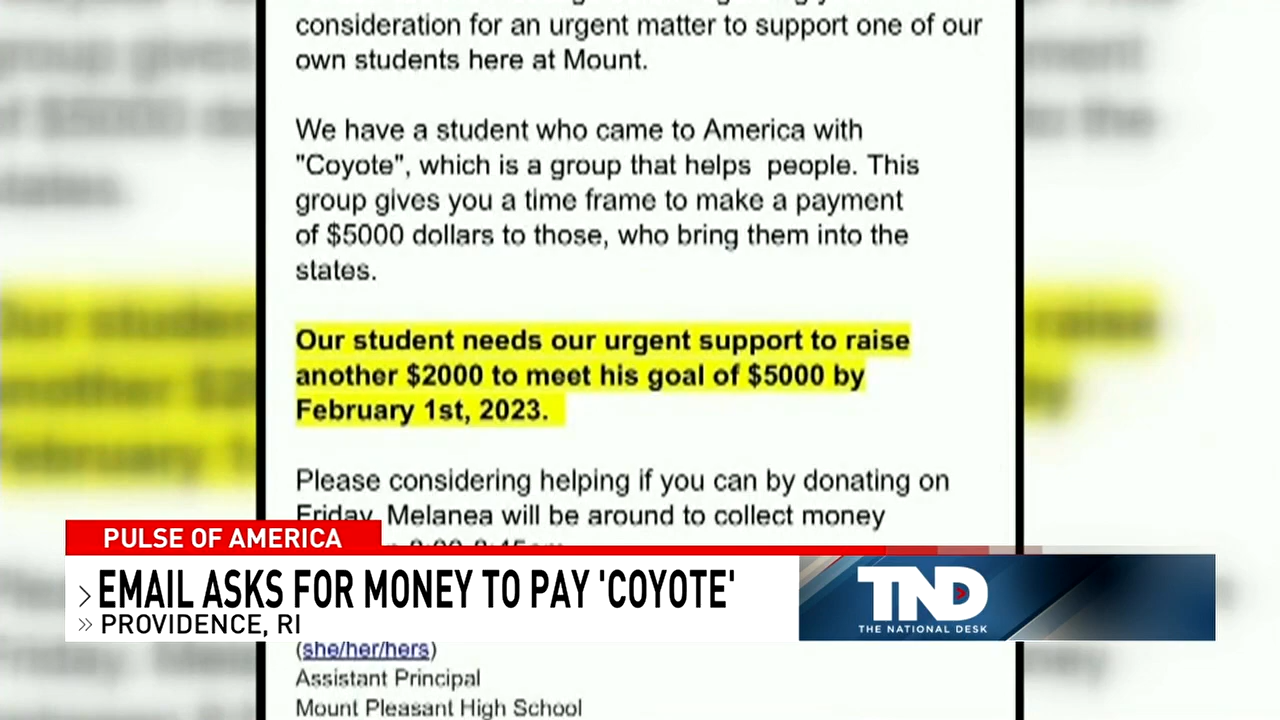 consideration for an urgent matter to support one of our
own students here at Mount.
We have a student who came to America with
"Coyote", which is a group that helps people. This
group gives you a time frame to make a payment
of $5000 dollars to those, who bring them into the
states.
Our student needs our urgent support to raise
another $2000 to meet his goal of $5000 by
February 1st, 2023.
Please considering helping if you can by donating on
Friday. Melanea will be around to collect money
PULSE OF AMERICA
EMAIL ASKS FOR MONEY TO PAY 'COYOTE'
PROVIDENCE, RI
TND
THE NATIONAL DESK
(she/her/hers)
Assistant Principal
Mount Pleasant High School